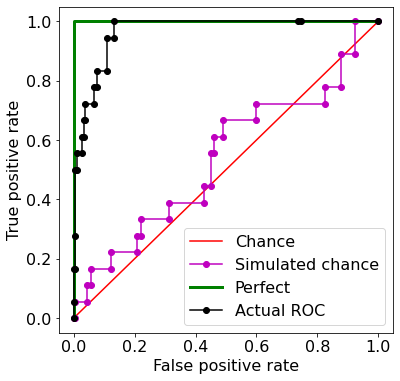 True positive rate
1.0
0.8
0.6
0.4
0.2
0.0
Chance
Simulated chance
Perfect
Actual ROC
0.0 0.2 0.4 0.6 0.8 1.0
False positive rate